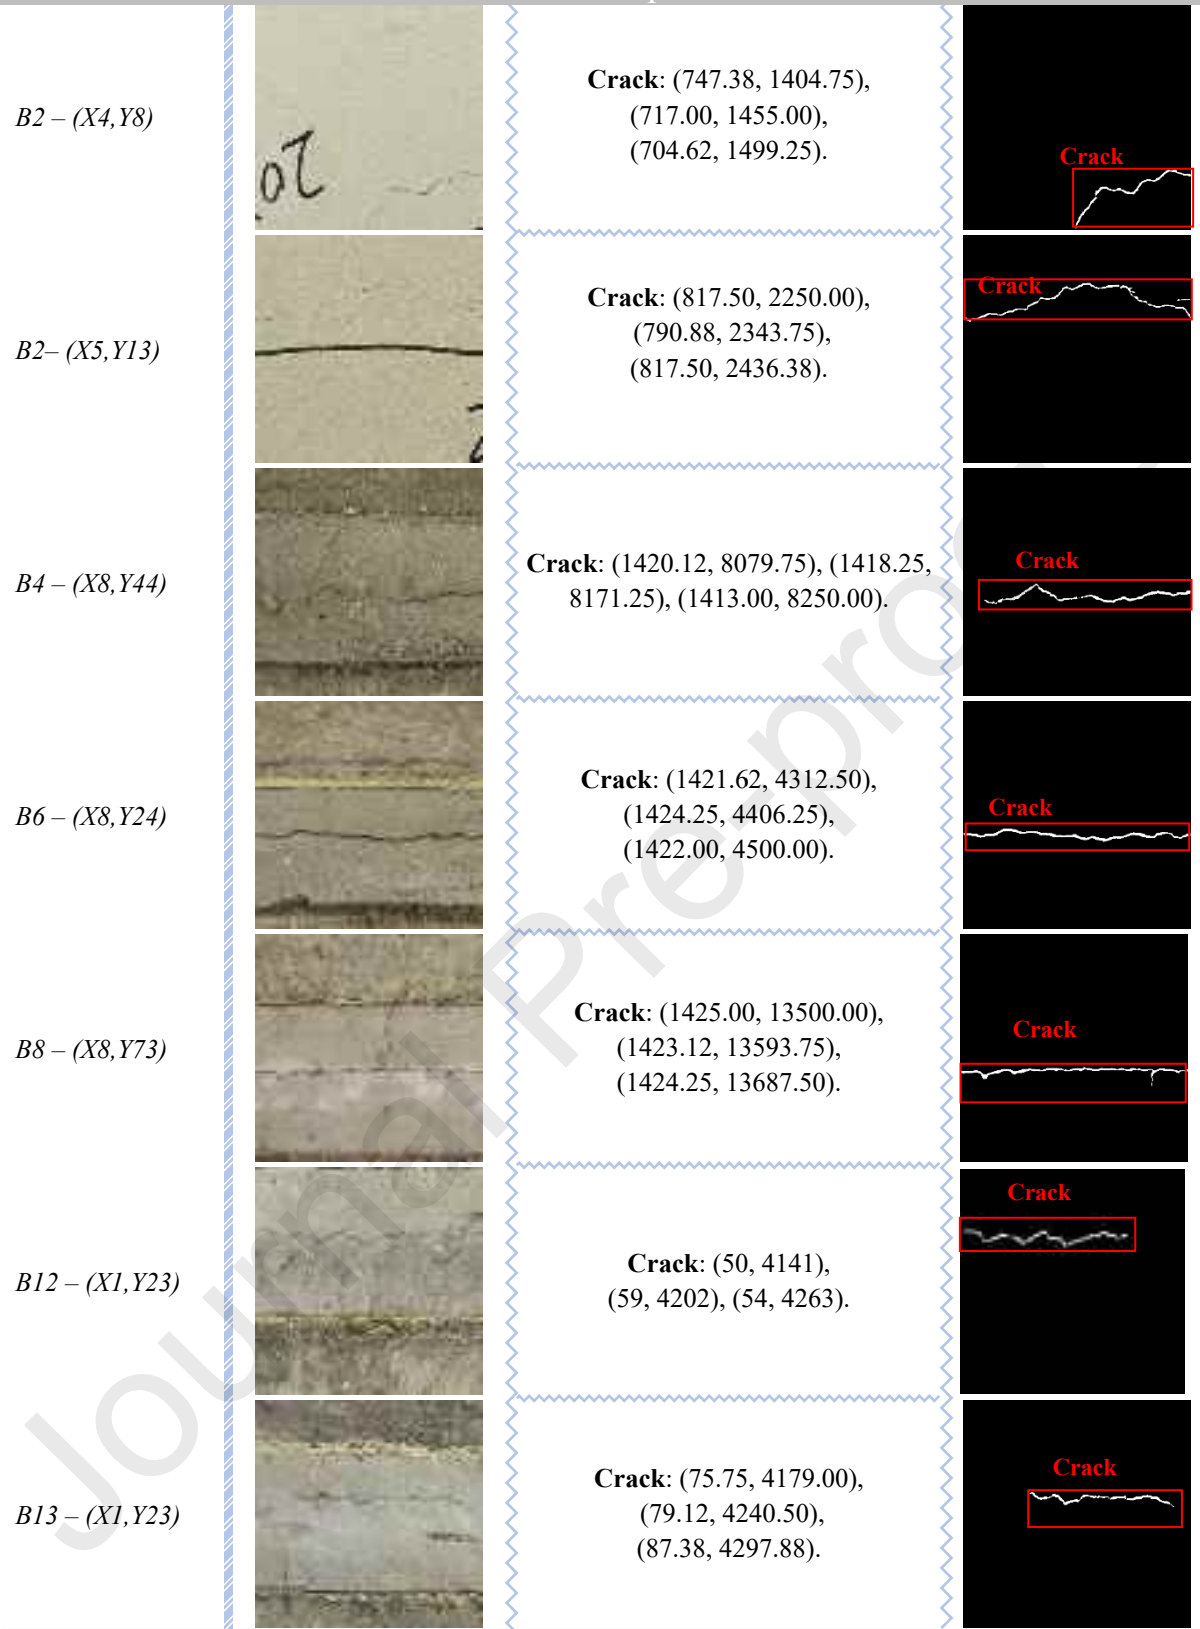 B2 – (X4,Y8)
Crack: (747.38, 1404.75),
(717.00, 1455.00),
(704.62, 1499.25).
Crack
B2– (X5,Y13)
Crack: (817.50, 2250.00),
(790.88, 2343.75),
(817.50, 2436.38).
Crack
B4 – (X8,Y44)
Crack: (1420.12, 8079.75), (1418.25,
8171.25), (1413.00, 8250.00).
Crack
B6 – (X8,Y24)
Crack: (1421.62, 4312.50),
(1424.25, 4406.25),
(1422.00, 4500.00).
Crack
B8 – (X8,Y73)
Crack: (1425.00, 13500.00),
(1423.12, 13593.75),
(1424.25, 13687.50).
Crack
B12 – (X1,Y23)
Crack: (50, 4141),
(59, 4202), (54, 4263).
Crack
B13 – (X1,Y23)
Crack: (75.75, 4179.00),
(79.12, 4240.50),
(87.38, 4297.88).
Crack
Journal Pre-proof